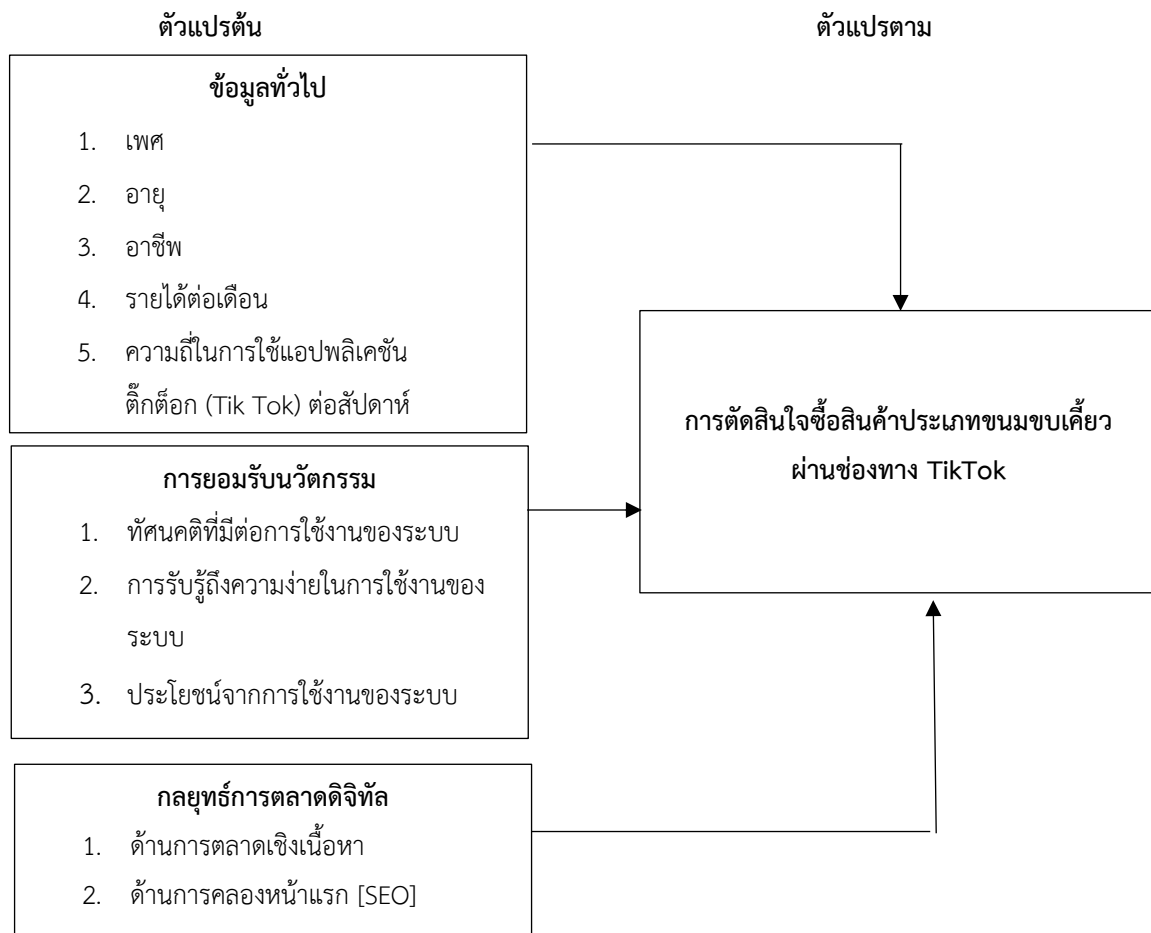 ตัวแปรต้น
ตัวแปรตาม
ข้อมูลทั่วไป
1. เพศ
2. อายุ
3. อาชีพ
4. รายได้ต่อเดือน
5. ความถี่ในการใช้แอปพลิเคชัน
ติ๊กต็อก (Tik Tok) ต่อสัปดาห์
การยอมรับนวัตกรรม
1. ทัศนคติที่มีต่อการใช้งานของระบบ
2. การรับรู้ถึงความง่ายในการใช้งานของ
ระบบ
3. ประโยชน์จากการใช้งานของระบบ
กลยุทธ์การตลาดดิจิทัล
1. ด้านการตลาดเชิงเนื้อหา
2. ด้านการคลองหน้าแรก [SEO]
การตัดสินใจซื้อสินค้าประเภทขนมขบเคี้ยว
ผ่านช่องทาง TikTok